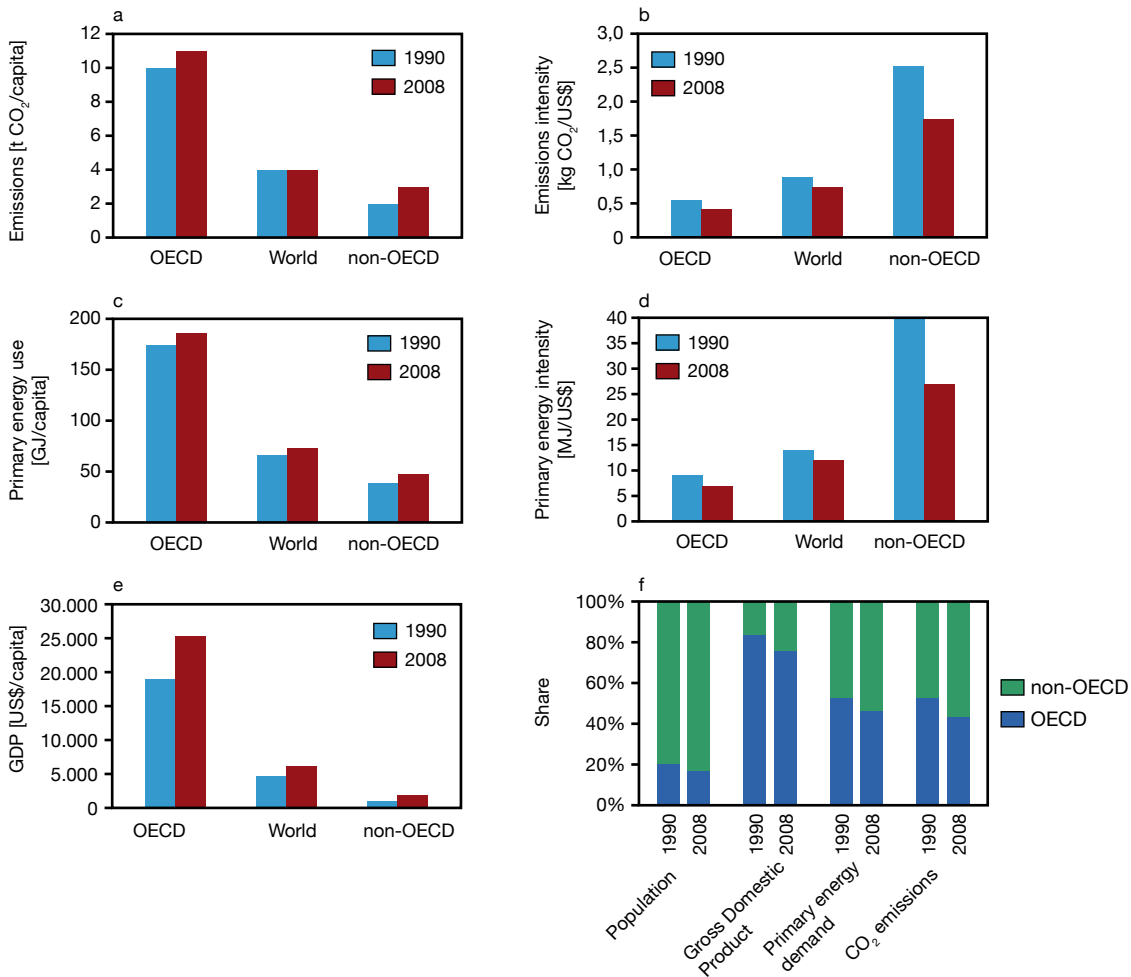 a
Emissions [t CO₂/capita]
12
10
8
6
4
2
0
1990
2008
OECD
World
non-OECD
b
Emissions intensity
[kg CO₂/US$]
3,0
2,5
2,0
1,5
1,0
0,5
0
1990
2008
OECD
World
non-OECD
c
Primary energy use
[GJ/capita]
200
150
100
50
0
1990
2008
OECD
World
non-OECD
d
Primary energy intensity
[MJ/US$]
40
35
30
25
20
15
10
5
0
1990
2008
OECD
World
non-OECD
e
GDP [US$/capita]
30.000
25.000
20.000
15.000
10.000
5.000
0
1990
2008
OECD
World
non-OECD
f
Share
100%
80%
60%
40%
20%
0%
non-OECD
OECD
1990
2008
1990
2008
1990
2008
1990
2008
Population
Gross Domestic
Product
Primary energy
demand
CO₂ emissions